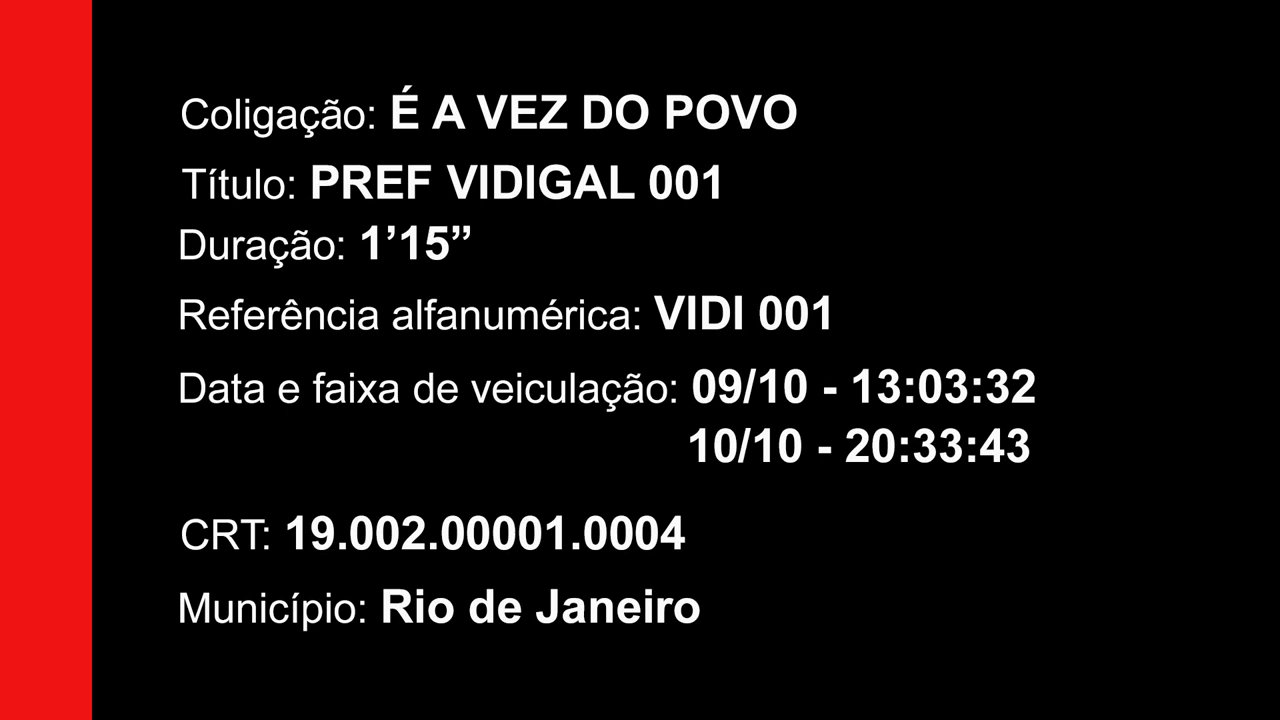 Coligação: É A VEZ DO POVO
Título: PREF VIDIGAL 001
Duração: 1’15”
Referência alfanumérica: VIDI 001
Data e faixa de veiculação: 09/10 - 13:03:32
10/10 - 20:33:43
CRT: 19.002.00001.0004
Município: Rio de Janeiro